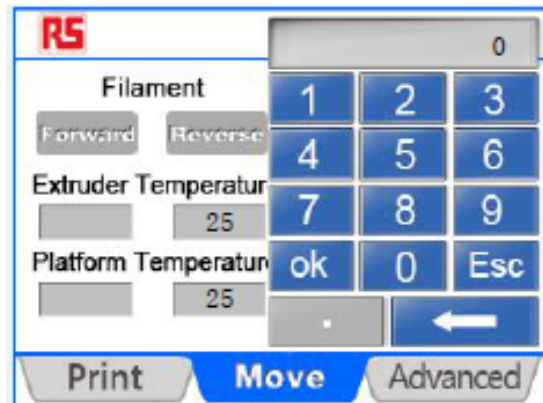 RS
0
Filament
Forward Reverse
Extruder Temperatur
25
Platform Temperatur
25
1 2 3
4 5 6
7 8 9
ok 0 Esc
.
Print Move Advanced